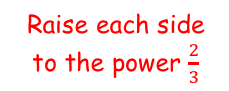 Raise each side
to the power 2/3